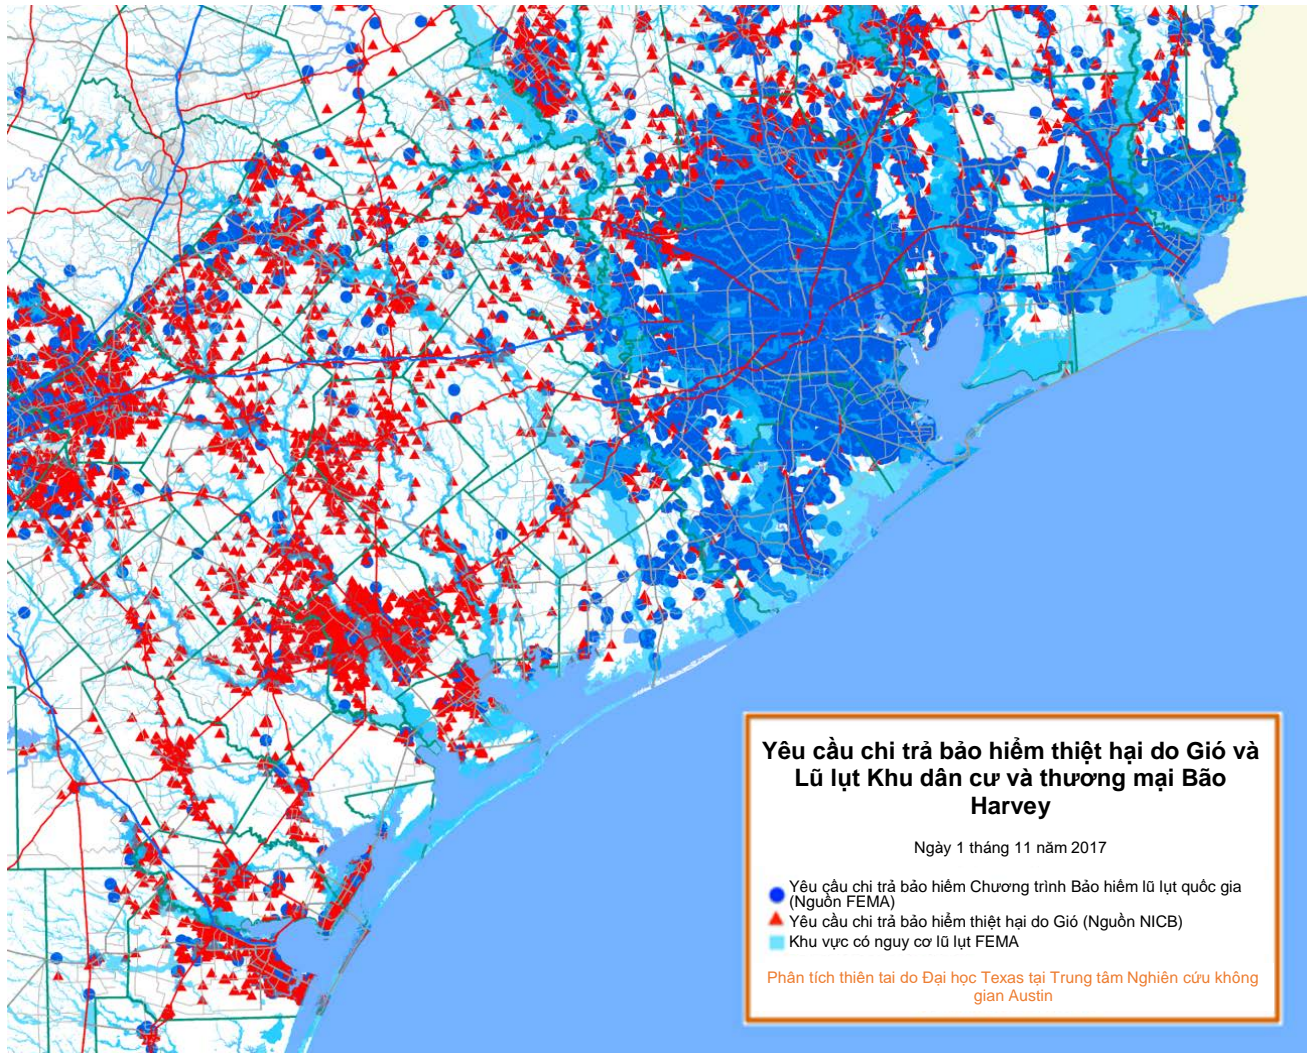 Yêu cầu chi trả bảo hiểm thiệt hại do Gió và
Lũ lụt Khu dân cư và thương mại Bão
Harvey
Ngày 1 tháng 11 năm 2017
Yêu cầu chi trả bảo hiểm Chương trình Bảo hiểm lũ lụt quốc gia
(Nguồn FEMA)
Yêu cầu chi trả bảo hiểm thiệt hại do Gió (Nguồn NICB)
Khu vực có nguy cơ lũ lụt FEMA
Phân tích thiên tai do Đại học Texas tại Trung tâm Nghiên cứu không
gian Austin